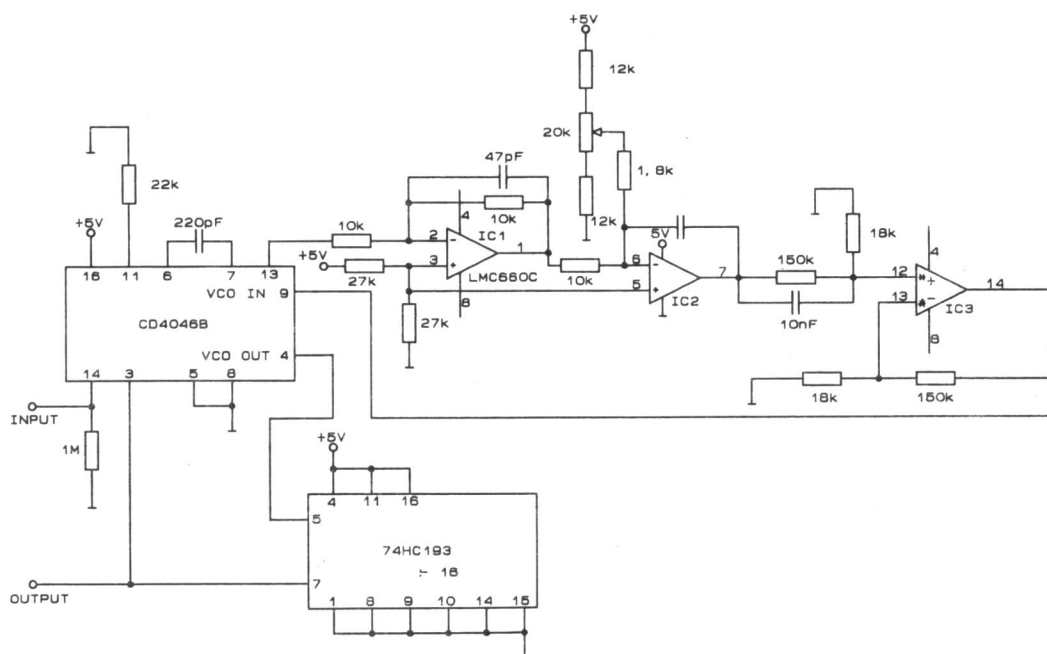 +5V
12k
20k
1,8k
12k
22k
47pF
10k
+5V
220pF
10k
4
2
-
IC1
1
3
+
LMC660C
8
+5V
27k
27k
10k
5V
6
-
7
5
+
IC2
18k
150k
10nF
4
12
*+
14
13
*-
IC3
8
18k
150k
16
11
6
7
13
VCO IN 9
CD4046B
VCO OUT 4
14
3
5
8
INPUT
1M
+5V
4
11
16
5
74HC193
16
7
OUTPUT
1
8
9
10
14
15